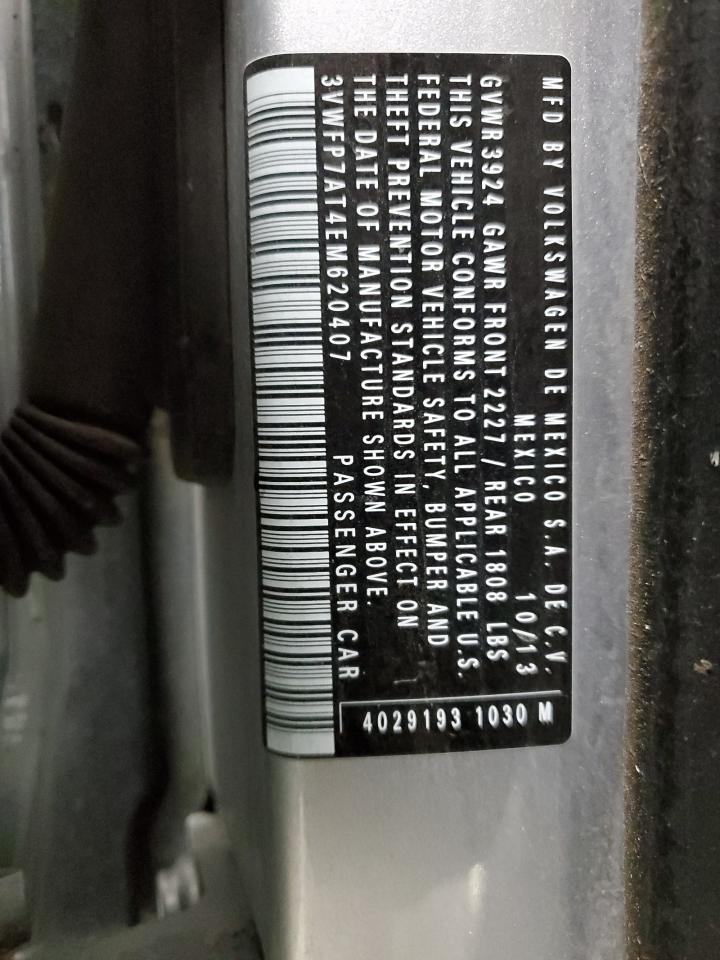 MFD BY VOLKSWAGEN DE MEXICO S.A. DE C.V.
MEXICO 10/13
GVWR 3924 GAWR FRONT 2227 / REAR 1808 LBS
THIS VEHICLE CONFORMS TO ALL APPLICABLE U.S.
FEDERAL MOTOR VEHICLE SAFETY, BUMPER AND
THEFT PREVENTION STANDARDS IN EFFECT ON
THE DATE OF MANUFACTURE SHOWN ABOVE.
3VWFP7AT4EM620407 PASSENGER CAR
4029193 1030 M